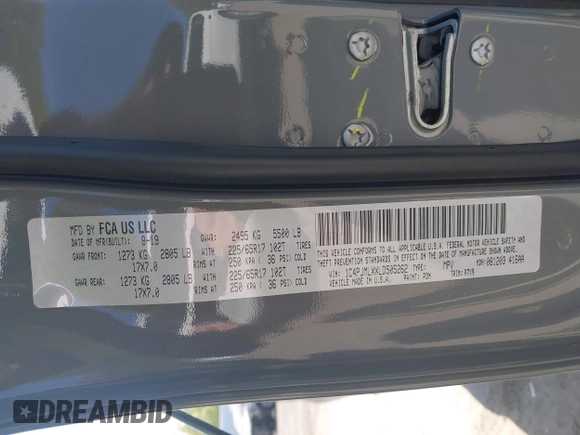 MFD BY FCA US LLC
DATE OF MFR(BUILT): 8-19 GVWR: 2495 KG 5500 LB
GAWR FRONT: 1273 KG 2805 LB WITH 225/65R17 102T TIRES
17X7.0 RIMS AT 250 KPA ( 36 PSI) COLD
GAWR REAR: 1273 KG 2805 LB WITH 225/65R17 102T TIRES
17X7.0 RIMS AT 250 KPA ( 36 PSI) COLD
THIS VEHICLE CONFORMS TO ALL APPLICABLE U.S.A. FEDERAL MOTOR VEHICLE SAFETY AND
THEFT PREVENTION STANDARDS IN EFFECT ON THE DATE OF MANUFACTURE SHOWN ABOVE
VIN: TYPE: MPV MDH: 081203 418AA
VEHICLE MADE IN U.S.A. PAINT: PDN TRIM:
DREAMBID